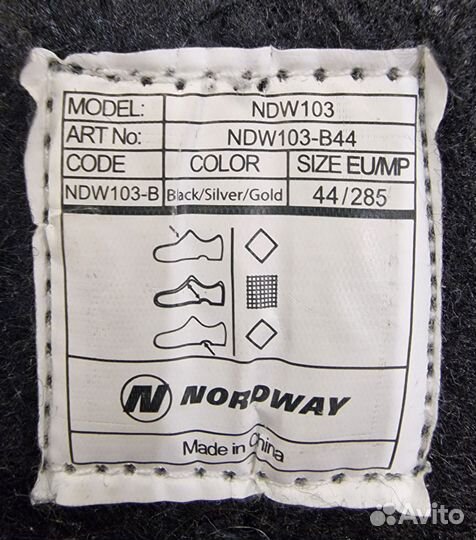 MODEL: NDW103
ART No: NDW103-B44
CODE COLOR SIZE EU/MP
NDW103-B Black/Silver/Gold 44/285
NORDWAY
Made in China
Avito